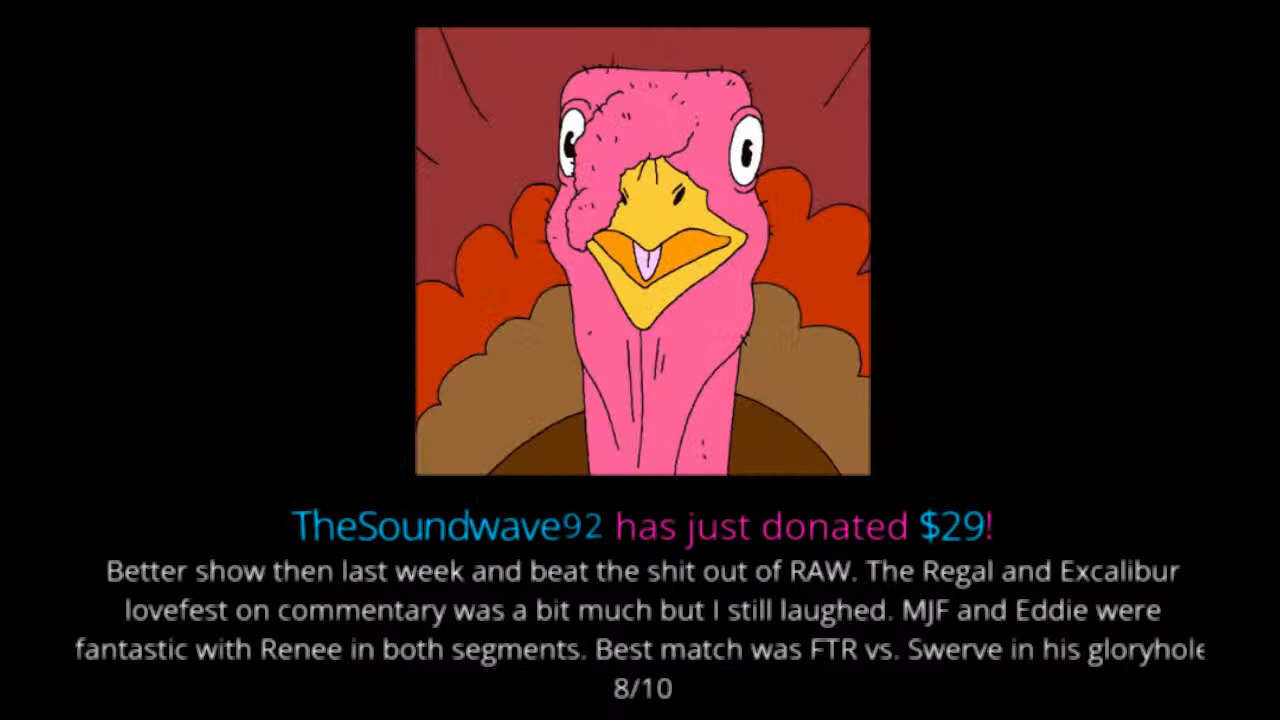 TheSoundwave92 has just donated $29!
Better show then last week and beat the shit out of RAW. The Regal and Excalibur
lovefest on commentary was a bit much but I still laughed. MJF and Eddie were
fantastic with Renee in both segments. Best match was FTR vs. Swerve in his gloryhole
8/10